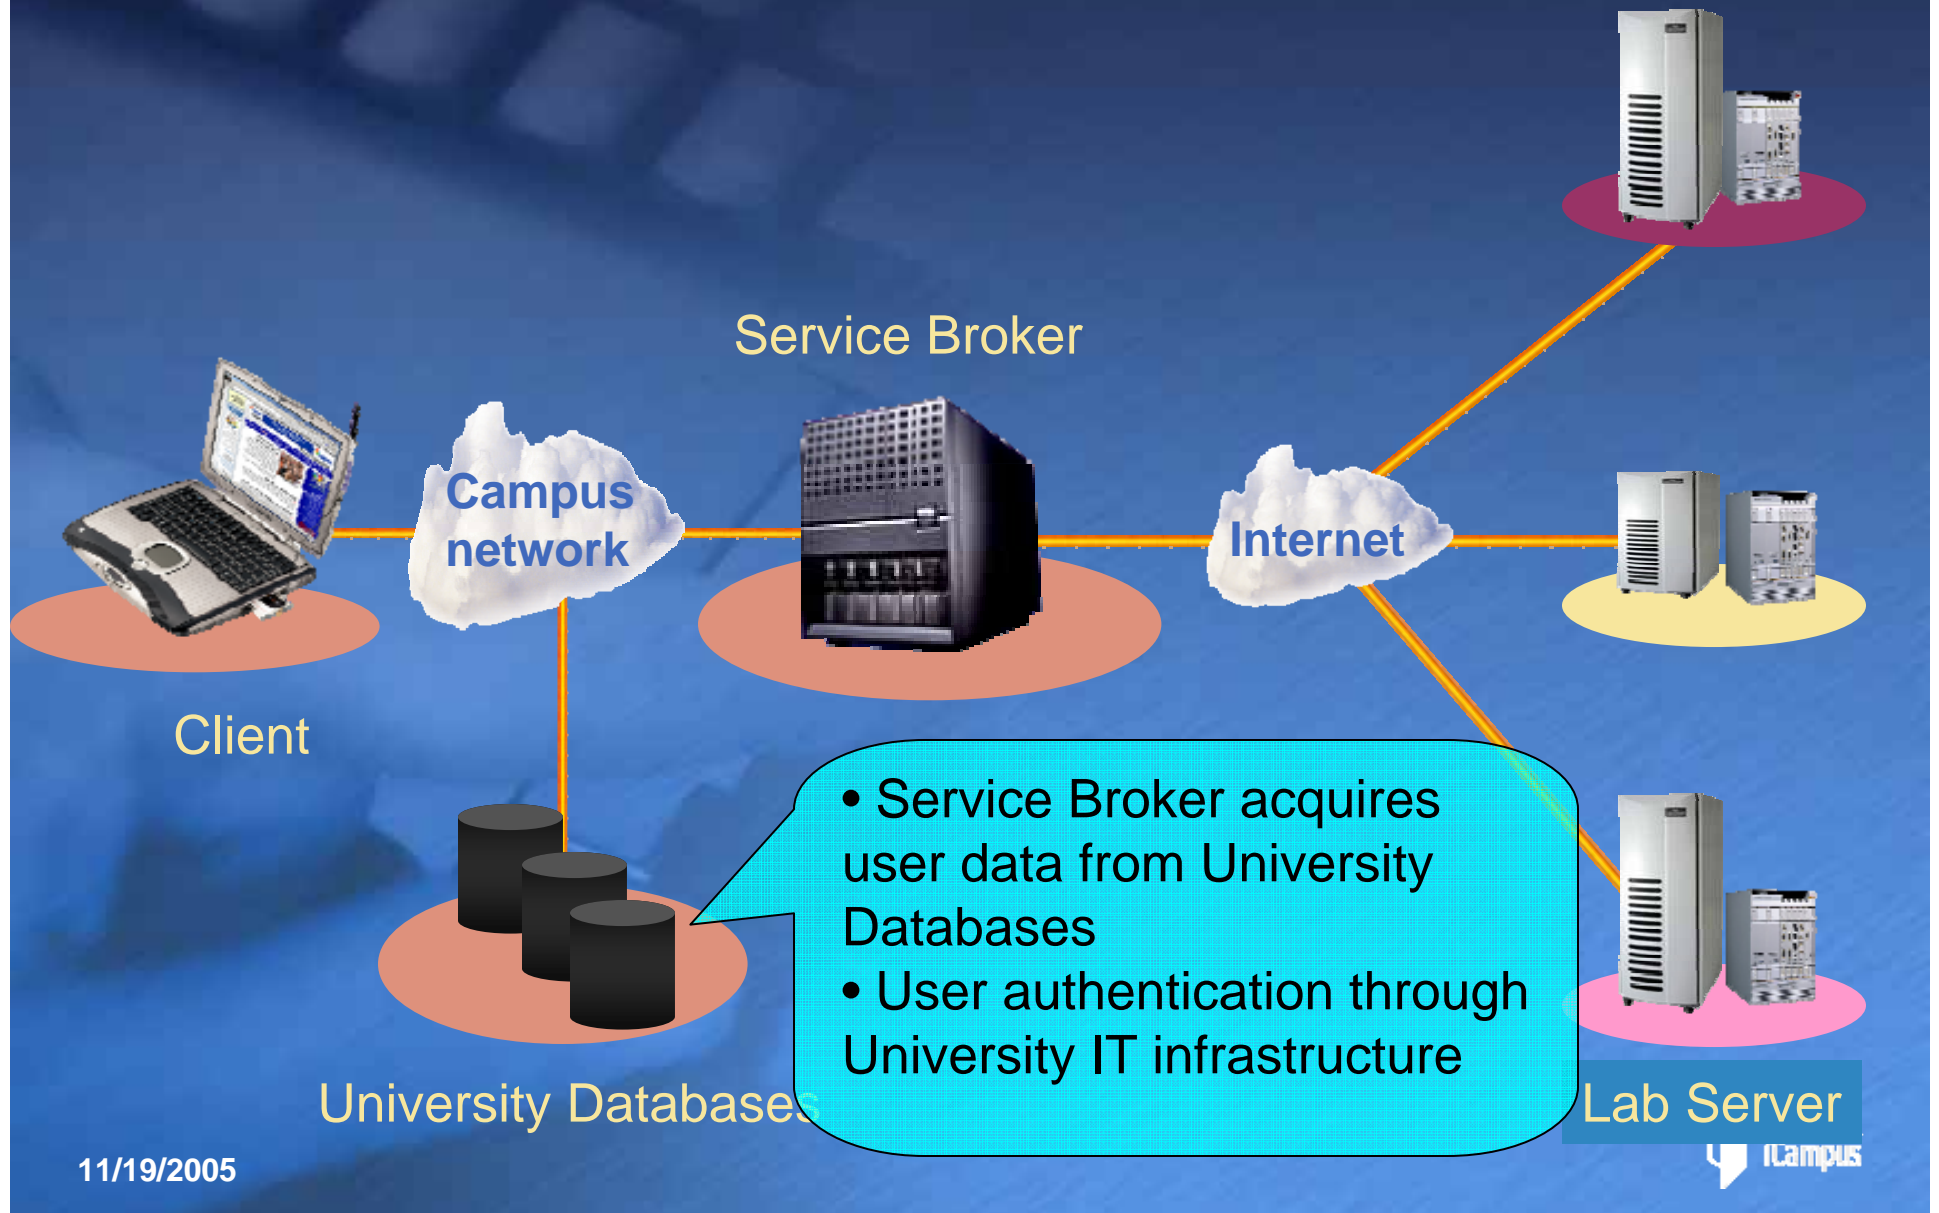 Service Broker
Campus
network
Internet
Client
• Service Broker acquires
user data from University
Databases
• User authentication through
University IT infrastructure
University Databases
Lab Server
iCampus
11/19/2005